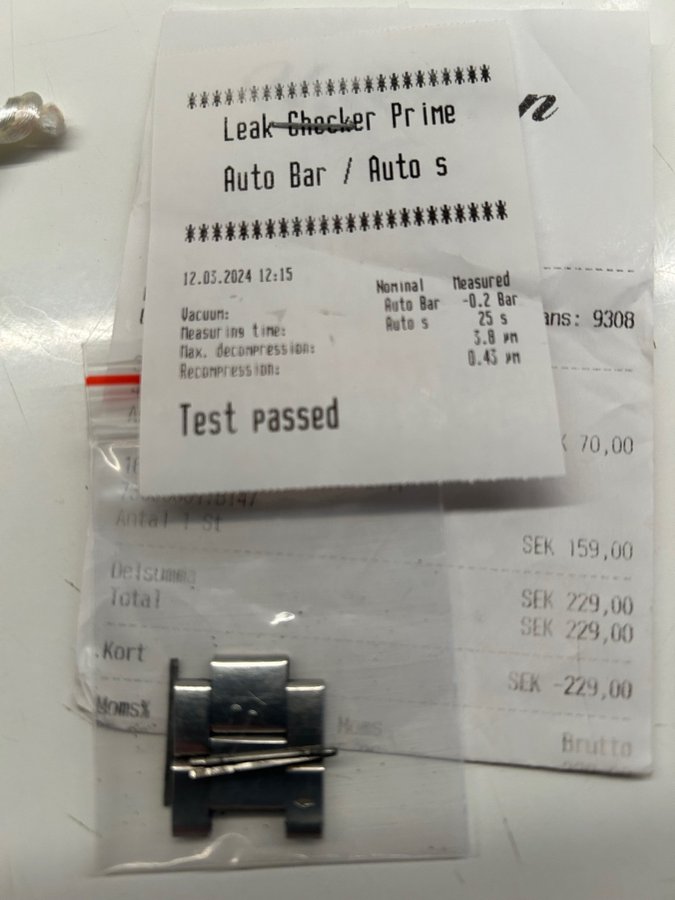 ************************
Leak Checker Prime
Auto Bar / Auto s
*************************
12.03.2024 12:15
Nominal Measured
Vacuum: Auto Bar -0.2 Bar
Measuring time: Auto s 25 s
Max. decompression: 3.8 µm
Recompression: 0.43 µm
Test passed
ans: 9308
70,00
Antal 1 St
SEK 159,00
Delsumma SEK 229,00
Total SEK 229,00
Kort SEK -229,00
Moms% Moms Brutto